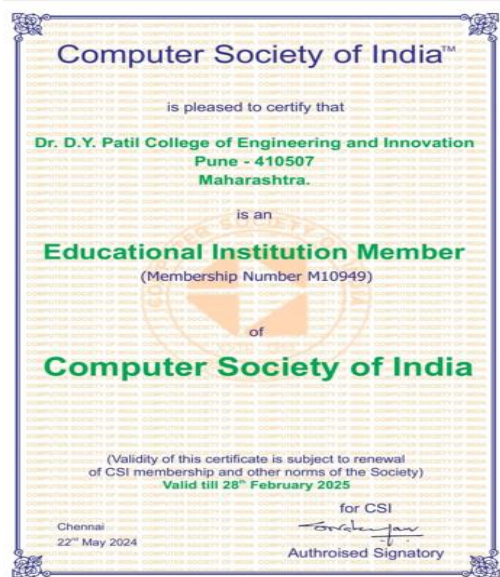 Computer Society of India™
is pleased to certify that
Dr. D.Y. Patil College of Engineering and Innovation
Pune - 410507
Maharashtra.
is an
Educational Institution Member
(Membership Number M10949)
of
Computer Society of India
(Validity of this certificate is subject to renewal
of CSI membership and other norms of the Society)
Valid till 28th February 2025
for CSI
Chennai
22nd May 2024
Authroised Signatory